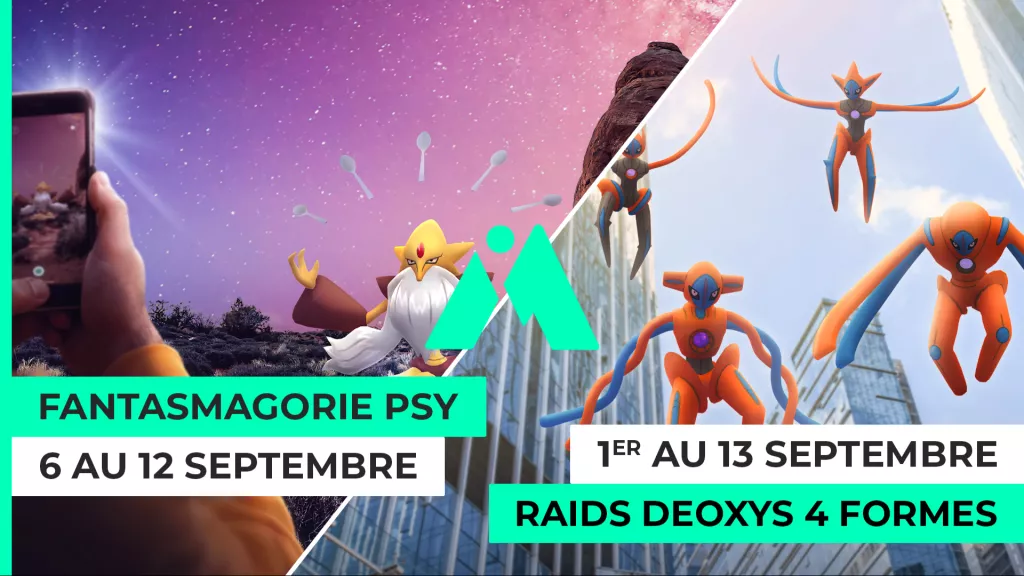 FANTASMAGORIE PSY
6 AU 12 SEPTEMBRE
1ER AU 13 SEPTEMBRE
RAIDS DEOXYS 4 FORMES